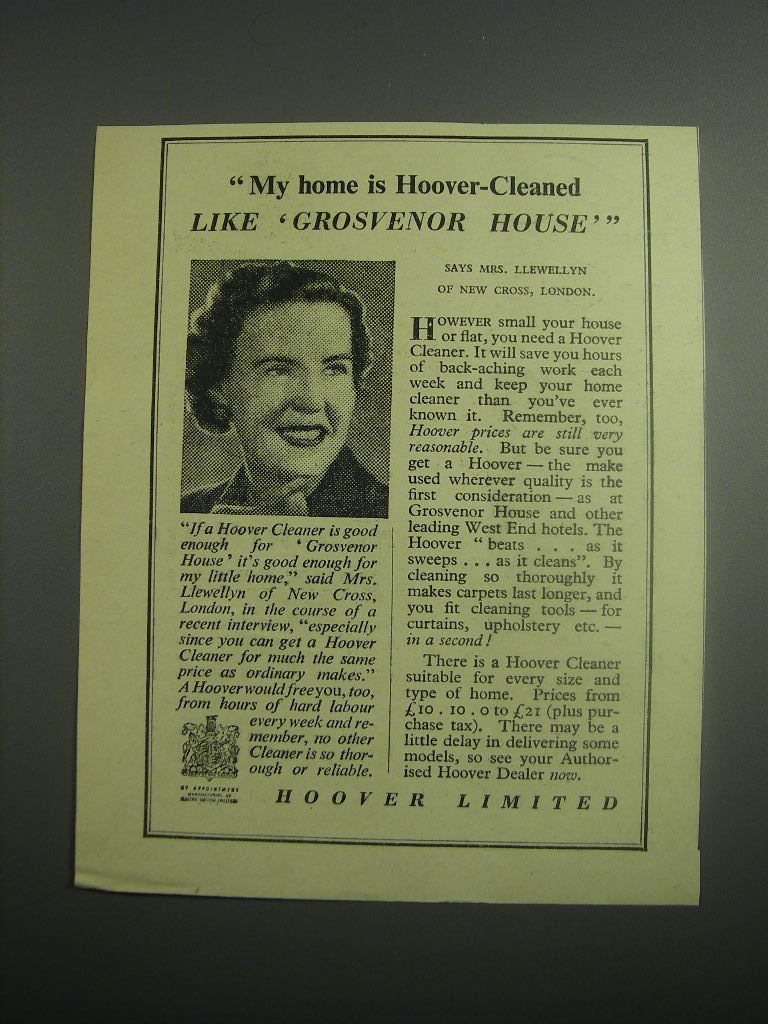 “My home is Hoover-Cleaned
LIKE ‘GROSVENOR HOUSE’”
SAYS MRS. LLEWELLYN
OF NEW CROSS, LONDON.
“If a Hoover Cleaner is good
enough for ‘Grosvenor
House’ it's good enough for
my little home,” said Mrs.
Llewellyn of New Cross,
London, in the course of a
recent interview, “especially
since you can get a Hoover
Cleaner for much the same
price as ordinary makes.”
A Hoover would free you, too,
from hours of hard labour
every week and re-
member, no other
Cleaner is so thor-
ough or reliable.
BY APPOINTMENT
HOWEVER small your house
or flat, you need a Hoover
Cleaner. It will save you hours
of back-aching work each
week and keep your home
cleaner than you've ever
known it. Remember, too,
Hoover prices are still very
reasonable. But be sure you
get a Hoover — the make
used wherever quality is the
first consideration — as at
Grosvenor House and other
leading West End hotels. The
Hoover “beats . . . as it
sweeps . . . as it cleans”. By
cleaning so thoroughly it
makes carpets last longer, and
you fit cleaning tools — for
curtains, upholstery etc. —
in a second!
There is a Hoover Cleaner
suitable for every size and
type of home. Prices from
£10 . 10 . 0 to £21 (plus pur-
chase tax). There may be a
little delay in delivering some
models, so see your Author-
ised Hoover Dealer now.
HOOVER LIMITED